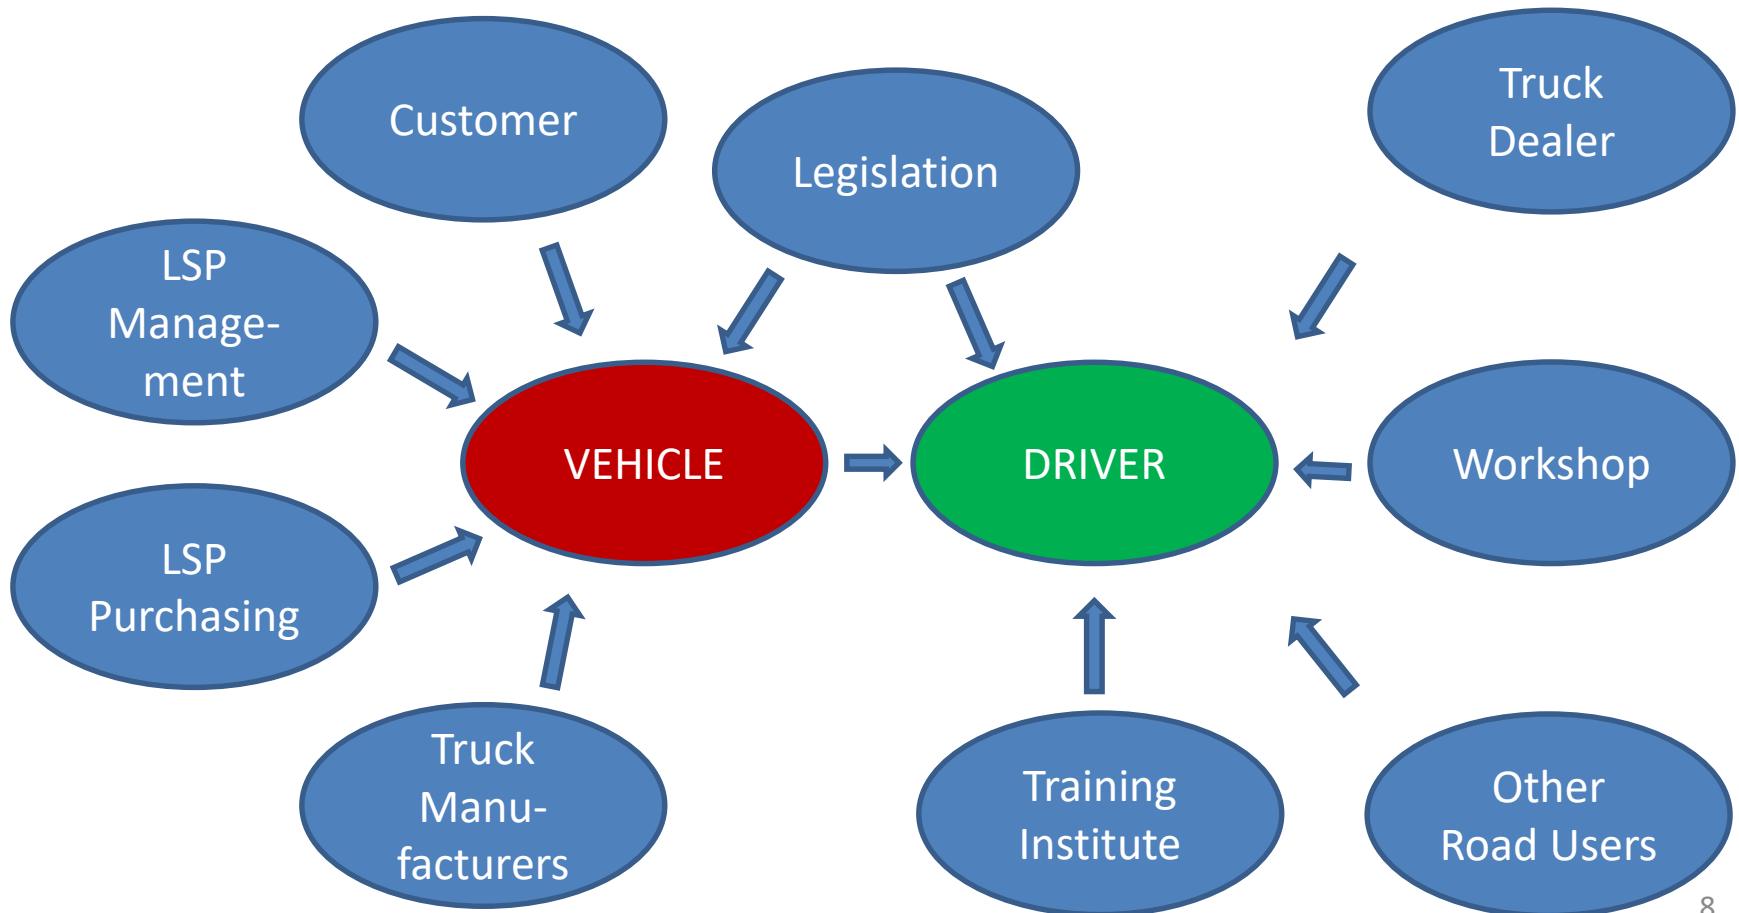 Customer
Legislation
Truck
Dealer
LSP
Manage-
ment
VEHICLE
DRIVER
Workshop
LSP
Purchasing
Truck
Manu-
facturers
Training
Institute
Other
Road Users
8